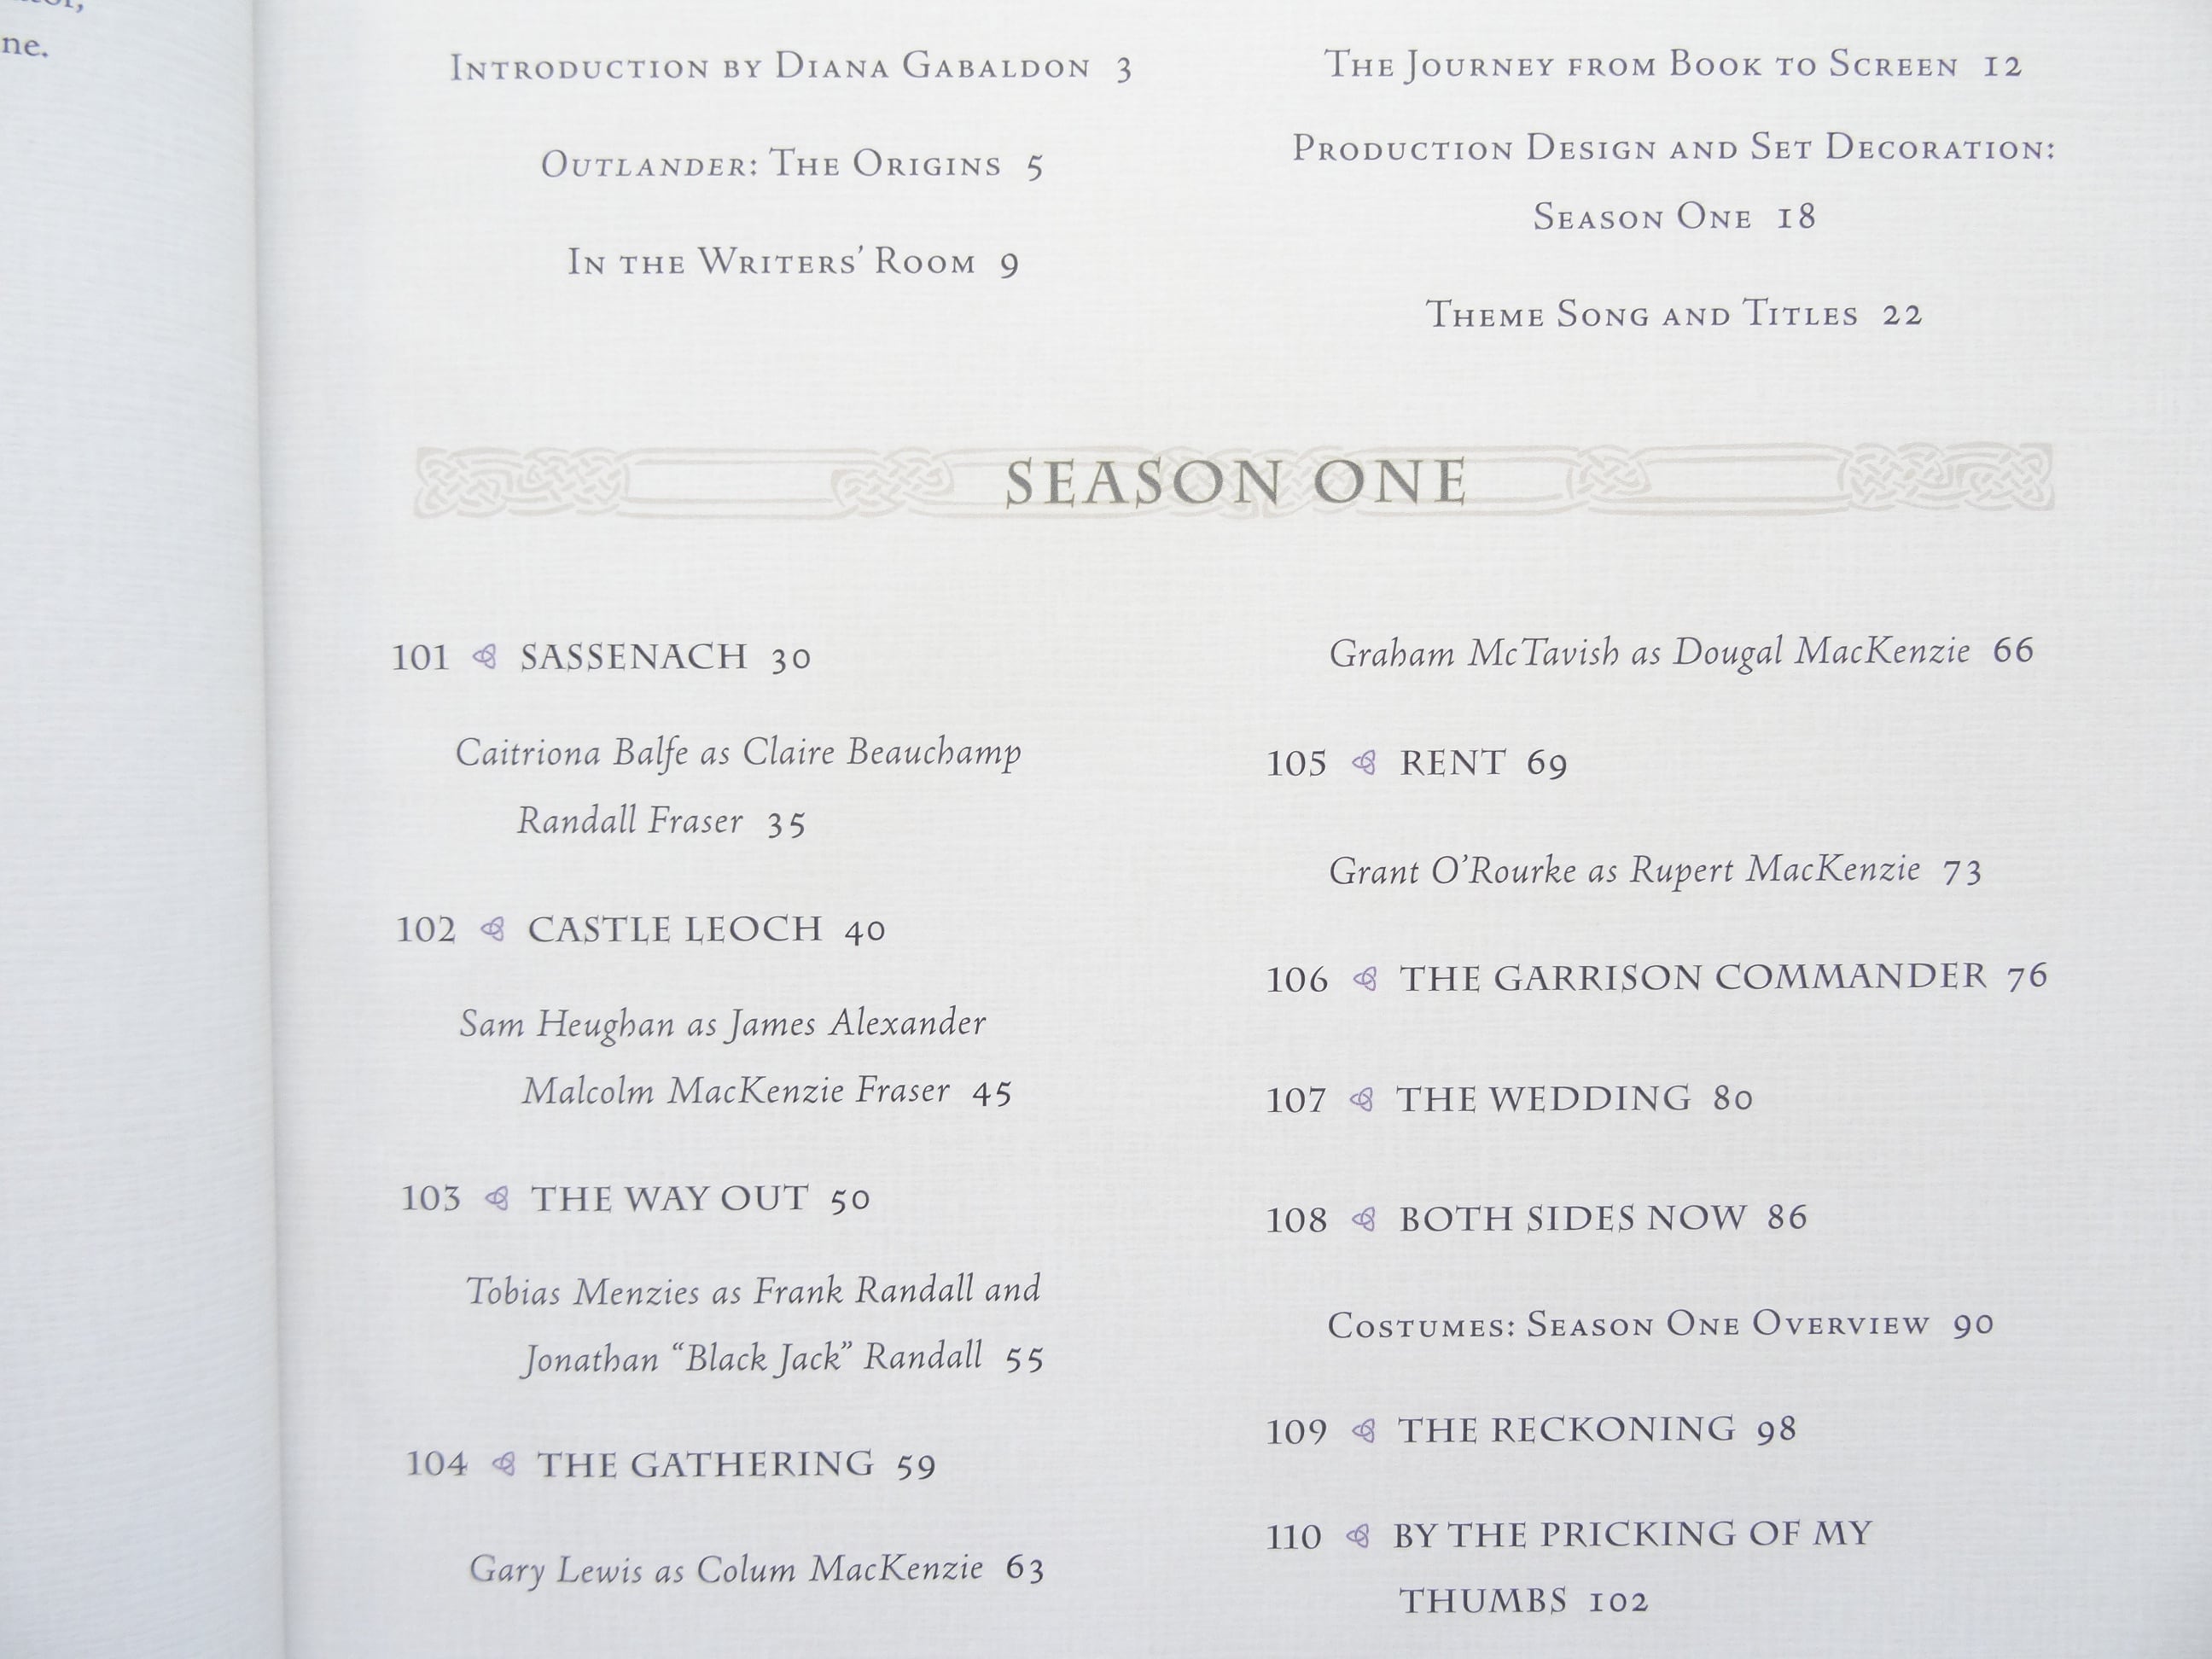 ne.
INTRODUCTION BY DIANA GABALDON 3
OUTLANDER: THE ORIGINS 5
IN THE WRITERS’ ROOM 9
THE JOURNEY FROM BOOK TO SCREEN 12
PRODUCTION DESIGN AND SET DECORATION:
SEASON ONE 18
THEME SONG AND TITLES 22
SEASON ONE
101 SASSENACH 30
Caitriona Balfe as Claire Beauchamp
Randall Fraser 35
102 CASTLE LEOCH 40
Sam Heughan as James Alexander
Malcolm MacKenzie Fraser 45
103 THE WAY OUT 50
Tobias Menzies as Frank Randall and
Jonathan “Black Jack” Randall 55
104 THE GATHERING 59
Gary Lewis as Colum MacKenzie 63
Graham McTavish as Dougal MacKenzie 66
105 RENT 69
Grant O’Rourke as Rupert MacKenzie 73
106 THE GARRISON COMMANDER 76
107 THE WEDDING 80
108 BOTH SIDES NOW 86
COSTUMES: SEASON ONE OVERVIEW 90
109 THE RECKONING 98
110 BY THE PRICKING OF MY
THUMBS 102